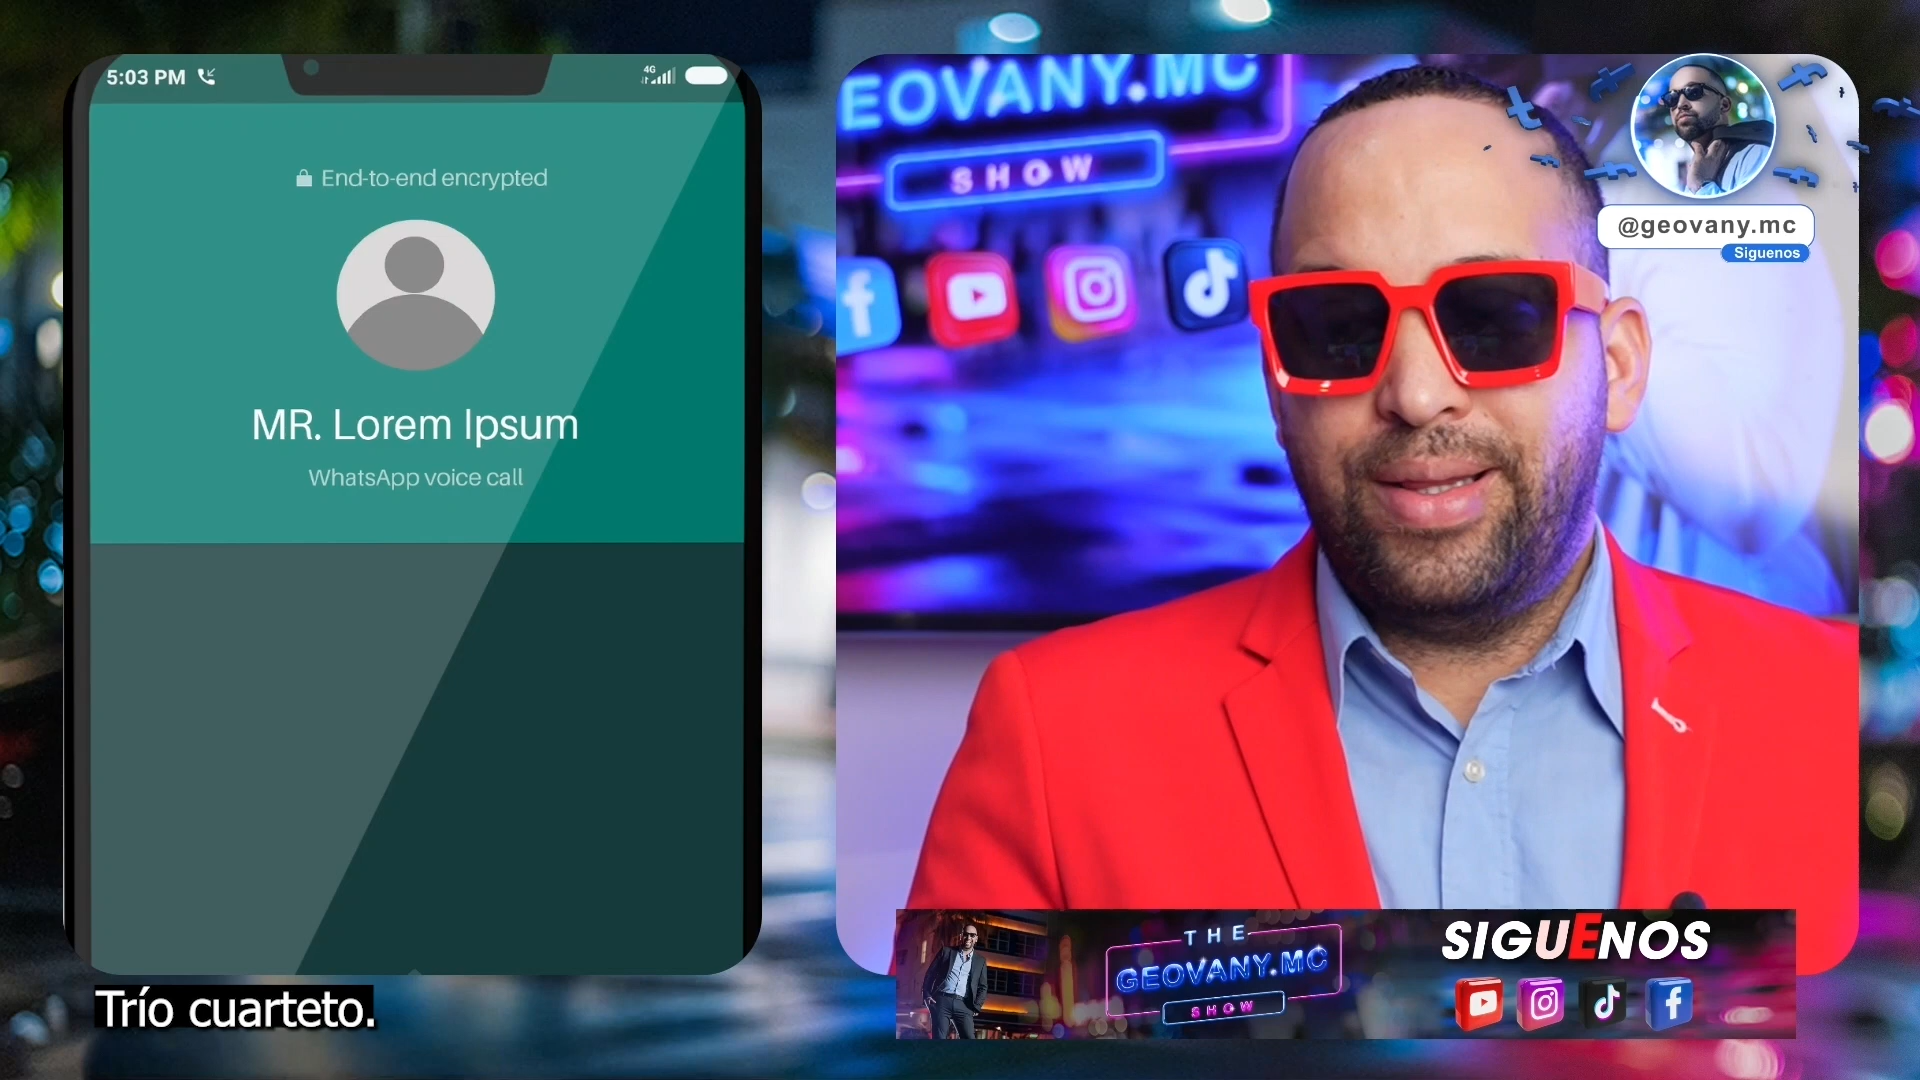 5:03 PM
4G
End-to-end encrypted
MR. Lorem Ipsum
WhatsApp voice call
EOVANY.MC
SHOW
@geovany.mc
Siguenos
THE
GEOVANY.MC
SHOW
SIGUENOS
Trío cuarteto.